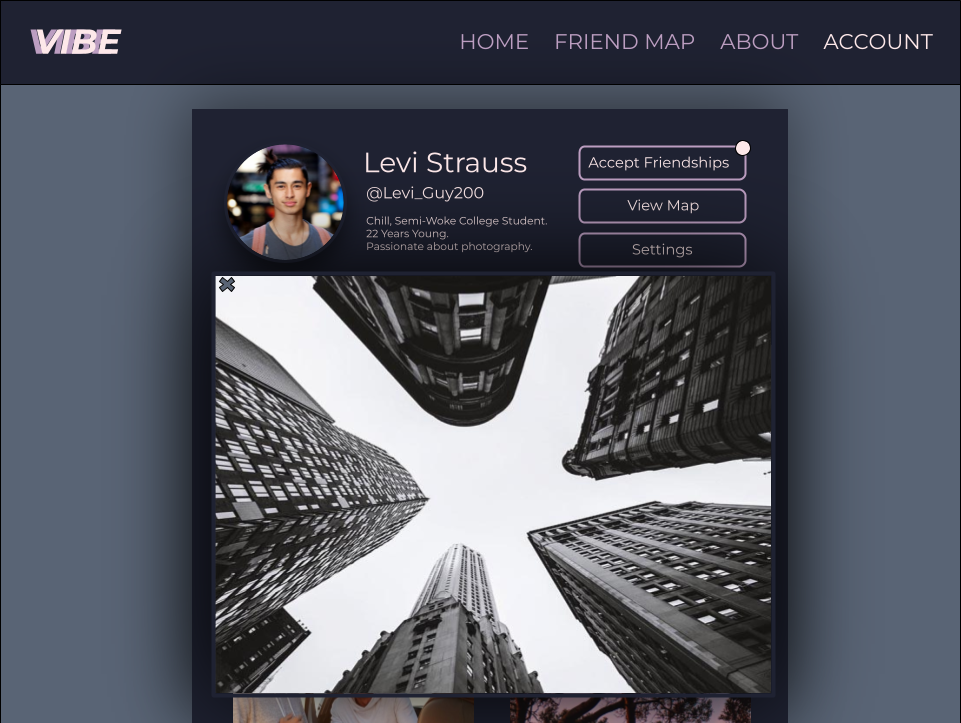 VIBE
HOME FRIEND MAP ABOUT ACCOUNT
Levi Strauss
@Levi_Guy200
Chill, Semi-Woke College Student.
22 Years Young.
Passionate about photography.
Accept Friendships
View Map
Settings